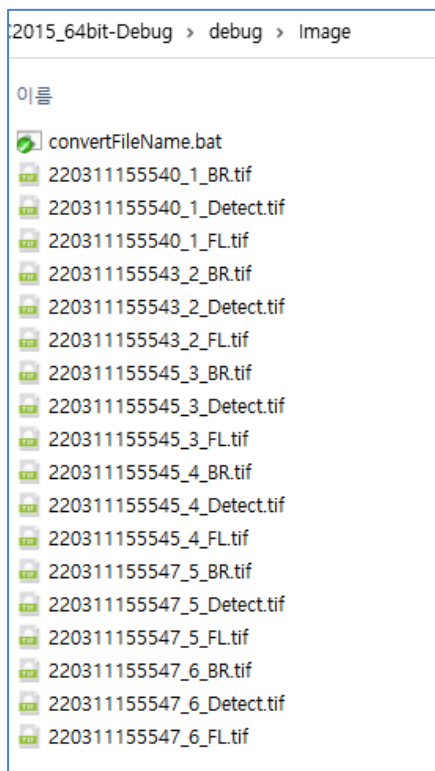 2015_64bit-Debug > debug > Image
이름
convertFileName.bat
220311155540_1_BR.tif
220311155540_1_Detect.tif
220311155540_1_FL.tif
220311155543_2_BR.tif
220311155543_2_Detect.tif
220311155543_2_FL.tif
220311155545_3_BR.tif
220311155545_3_Detect.tif
220311155545_3_FL.tif
220311155545_4_BR.tif
220311155545_4_Detect.tif
220311155545_4_FL.tif
220311155547_5_BR.tif
220311155547_5_Detect.tif
220311155547_5_FL.tif
220311155547_6_BR.tif
220311155547_6_Detect.tif
220311155547_6_FL.tif